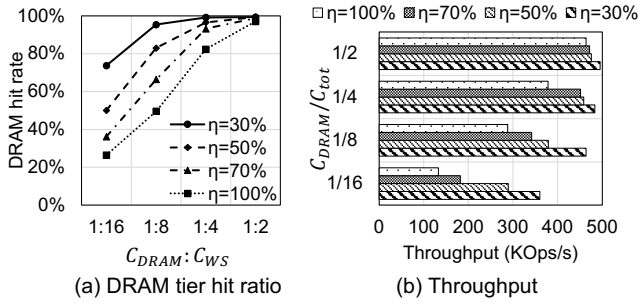 100%
80%
60%
40%
20%
0%
DRAM hit rate
η=30%
η=50%
η=70%
η=100%
1:16 1:8 1:4 1:2
C_DRAM : C_WS
(a) DRAM tier hit ratio
η=100% η=70% η=50% η=30%
C_DRAM/C_tot
1/2
1/4
1/8
1/16
0 100 200 300 400 500
Throughput (KOps/s)
(b) Throughput